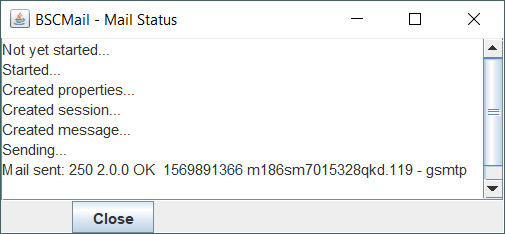 BSCMail - Mail Status
Not yet started...
Started...
Created properties...
Created session...
Created message...
Sending...
Mail sent: 250 2.0.0 OK  1569891366 m186sm7015328qkd.119 - gsmtp
Close